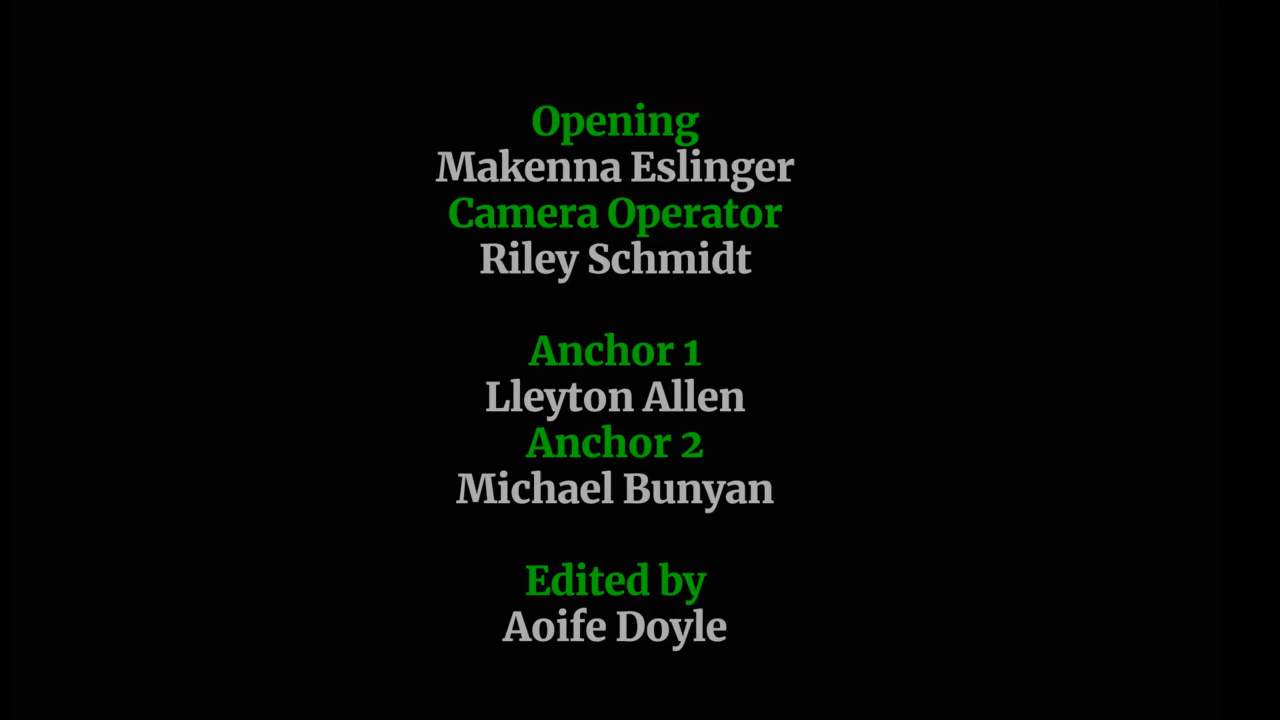 Opening
Makenna Eslinger
Camera Operator
Riley Schmidt
Anchor 1
Lleyton Allen
Anchor 2
Michael Bunyan
Edited by
Aoife Doyle